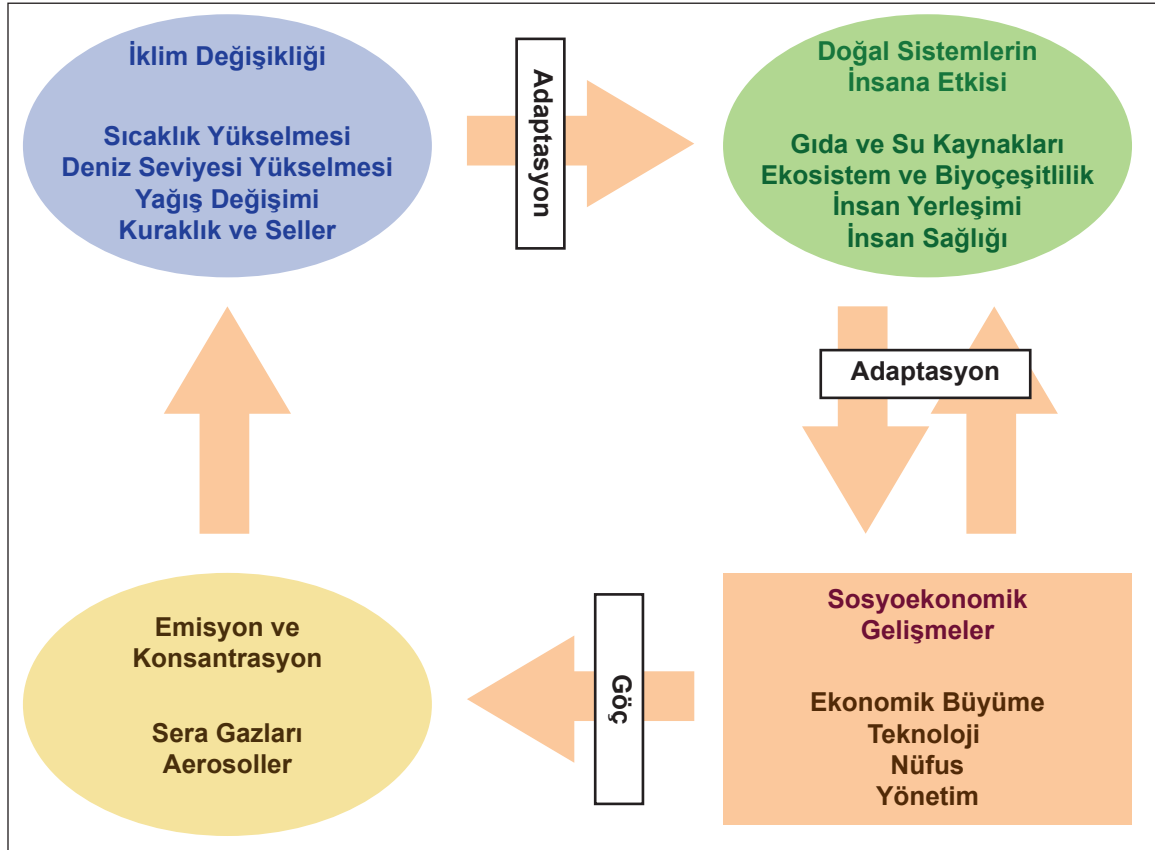 İklim Değişikliği
Sıcaklık Yükselmesi
Deniz Seviyesi Yükselmesi
Yağış Değişimi
Kuraklık ve Seller
Adaptasyon
Doğal Sistemlerin
İnsana Etkisi
Gıda ve Su Kaynakları
Ekosistem ve Biyoçeşitlilik
İnsan Yerleşimi
İnsan Sağlığı
Adaptasyon
Emisyon ve
Konsantrasyon
Sera Gazları
Aerosoller
Göç
Sosyoekonomik
Gelişmeler
Ekonomik Büyüme
Teknoloji
Nüfus
Yönetim